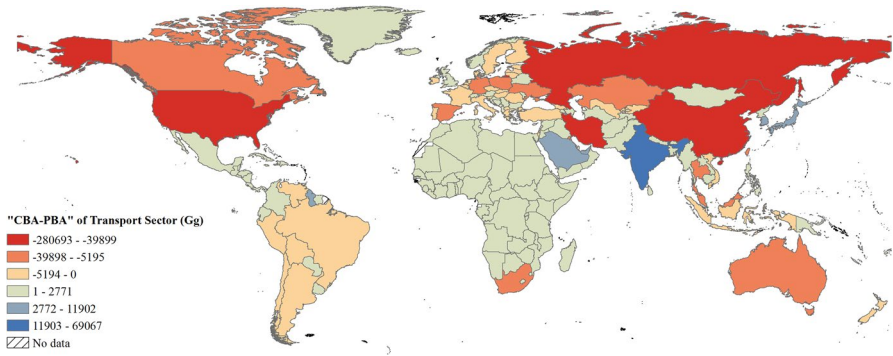 "CBA-PBA" of Transport Sector (Gg)
-280693 - -39899
-39898 - -5195
-5194 - 0
1 - 2771
2772 - 11902
11903 - 69067
No data